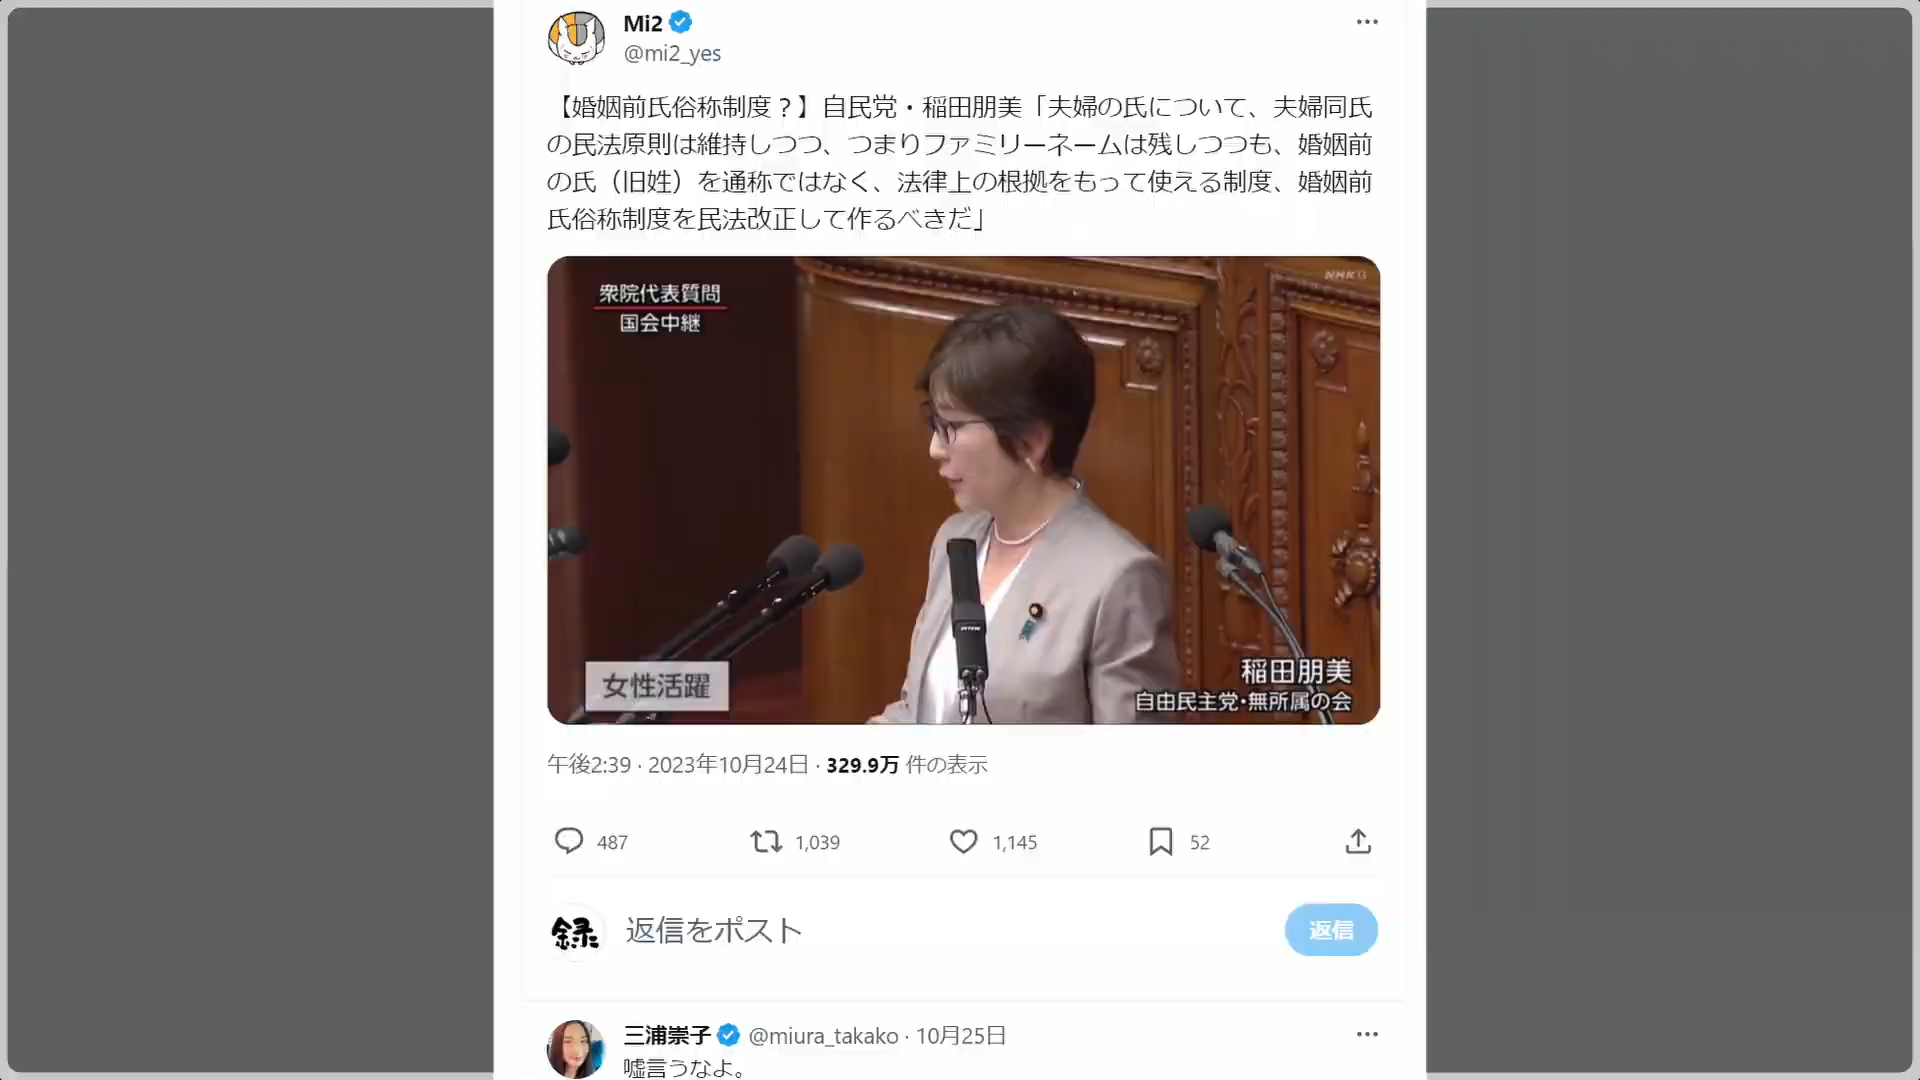 Mi2
@mi2_yes
【婚姻前氏俗称制度？】自民党・稲田朋美「夫婦の氏について、夫婦同氏
の民法原則は維持しつつ、つまりファミリーネームは残しつつも、婚姻前
の氏（旧姓）を通称ではなく、法律上の根拠をもって使える制度、婚姻前
氏俗称制度を民法改正して作るべきだ」
衆院代表質問
国会中継
NHK G
女性活躍
稲田朋美
自由民主党・無所属の会
午後2:39 · 2023年10月24日 · 329.9万 件の表示
487 1,039 1,145 52
録 返信をポスト 返信
三浦崇子 @miura_takako · 10月25日
嘘言うなよ。